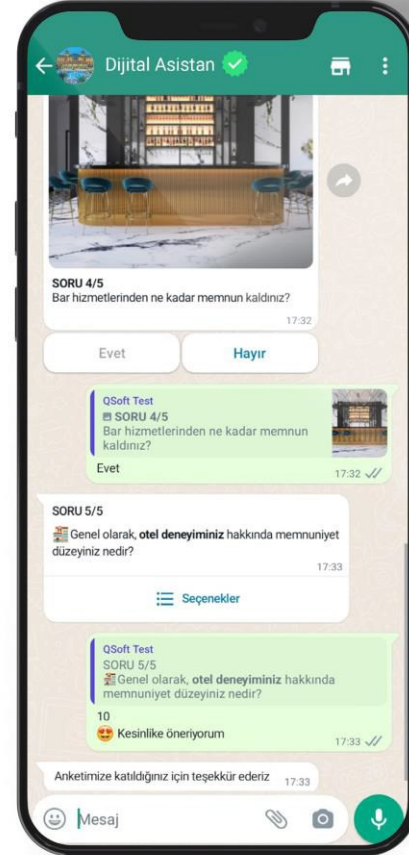 Dijital Asistan
SORU 4/5
Bar hizmetlerinden ne kadar memnun kaldınız?
17:32
Evet
Hayır
QSoft Test
SORU 4/5
Bar hizmetlerinden ne kadar memnun
kaldınız?
Evet
17:32
SORU 5/5
Genel olarak, otel deneyiminiz hakkında memnuniyet
düzeyiniz nedir?
17:33
Seçenekler
QSoft Test
SORU 5/5
Genel olarak, otel deneyiminiz hakkında
memnuniyet düzeyiniz nedir?
10
😍 Kesinlike öneriyorum
17:33
Anketimize katıldığınız için teşekkür ederiz
17:33
Mesaj